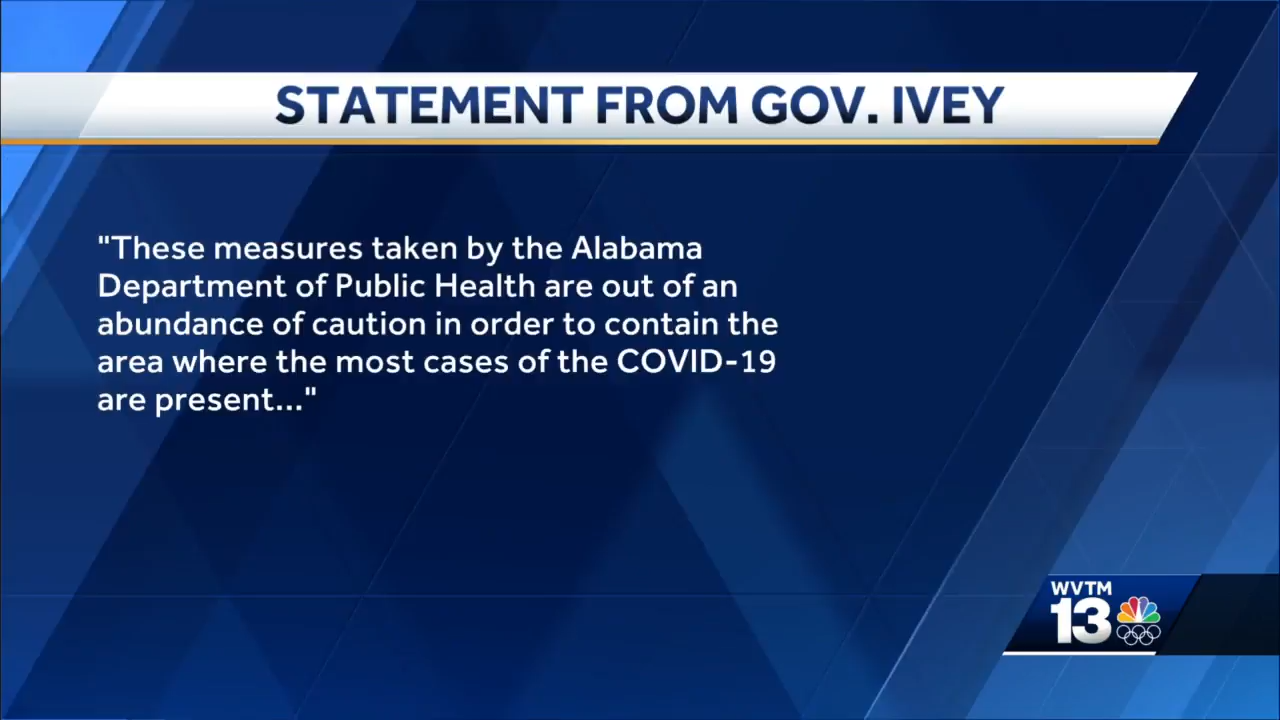 STATEMENT FROM GOV. IVEY
"These measures taken by the Alabama
Department of Public Health are out of an
abundance of caution in order to contain the
area where the most cases of the COVID-19
are present..."
WVTM
13